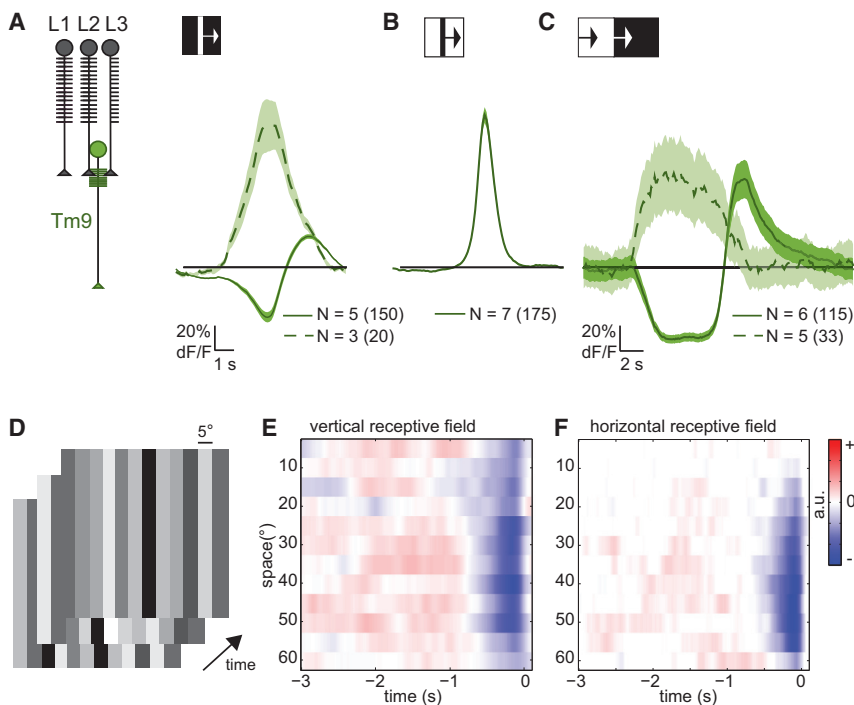 A
L1 L2 L3
Tm9
20%
dF/F
1 s
N = 5 (150)
N = 3 (20)
B
N = 7 (175)
C
20%
dF/F
2 s
N = 6 (115)
N = 5 (33)
D
5°
time
E
vertical receptive field
space(°)
10
20
30
40
50
60
−3
−2
−1
0
time (s)
F
horizontal receptive field
10
20
30
40
50
60
−3
−2
−1
0
time (s)
+
0
-
a.u.